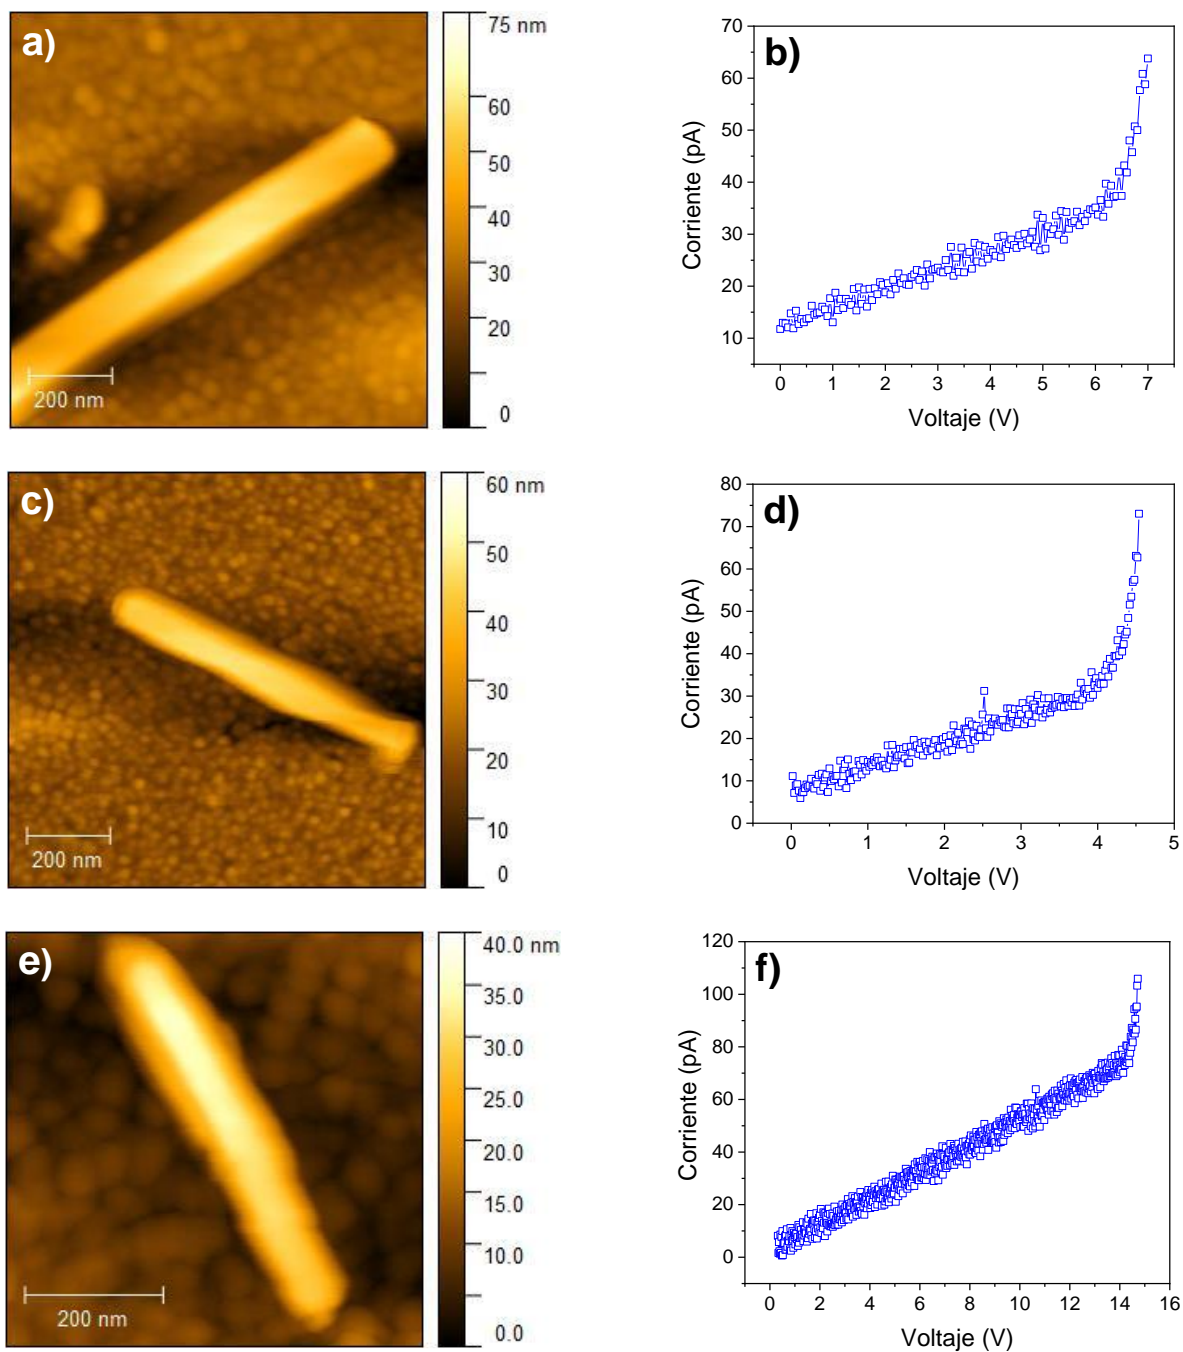 a)
75 nm
60
50
40
30
20
0
200 nm
b)
70
60
50
40
30
20
10
0 1 2 3 4 5 6 7
Corriente (pA)
Voltaje (V)
c)
60 nm
50
40
30
20
10
0
200 nm
d)
80
70
60
50
40
30
20
10
0
0 1 2 3 4 5
Corriente (pA)
Voltaje (V)
e)
40.0 nm
35.0
30.0
25.0
20.0
15.0
10.0
0.0
200 nm
f)
120
100
80
60
40
20
0
0 2 4 6 8 10 12 14 16
Corriente (pA)
Voltaje (V)